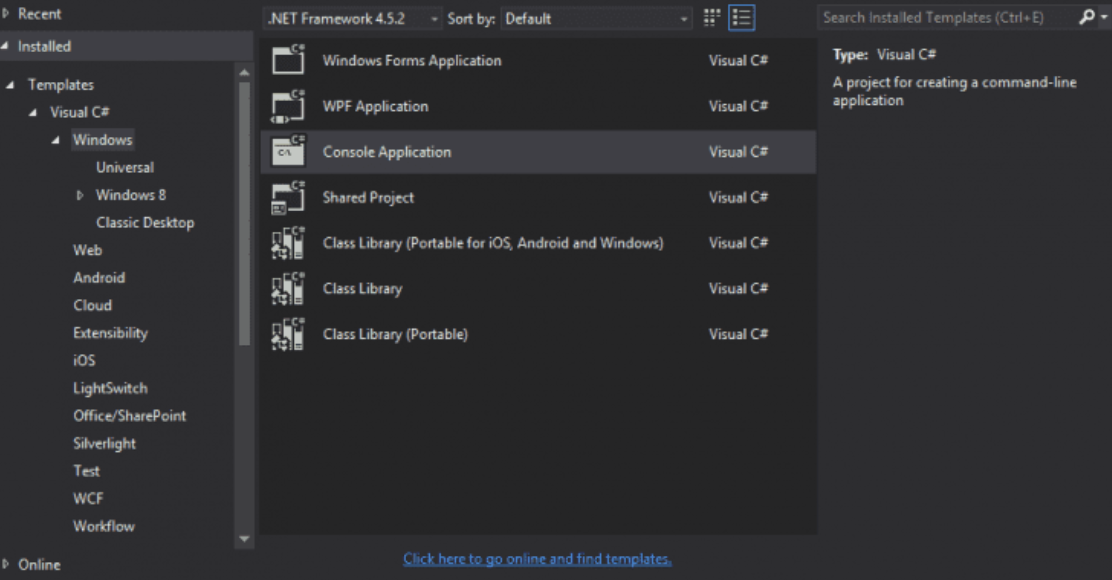 Recent
Installed
Templates
Visual C#
Windows
Universal
Windows 8
Classic Desktop
Web
Android
Cloud
Extensibility
iOS
LightSwitch
Office/SharePoint
Silverlight
Test
WCF
Workflow
Online
.NET Framework 4.5.2 Sort by: Default
Windows Forms Application Visual C#
WPF Application Visual C#
Console Application Visual C#
Shared Project Visual C#
Class Library (Portable for iOS, Android and Windows) Visual C#
Class Library Visual C#
Class Library (Portable) Visual C#
Click here to go online and find templates.
Search Installed Templates (Ctrl+E)
Type: Visual C#
A project for creating a command-line
application